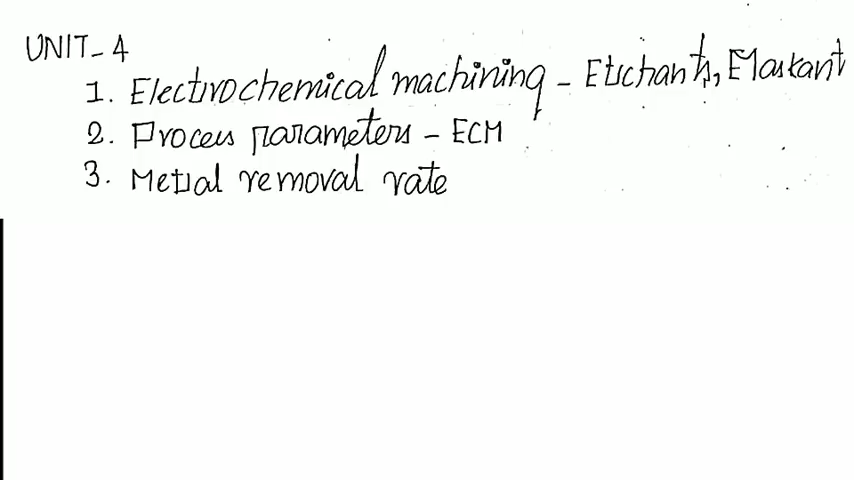 UNIT-4
1. Electrochemical machining - Etchants, Maskant
2. Process parameters - ECM
3. Metal removal rate